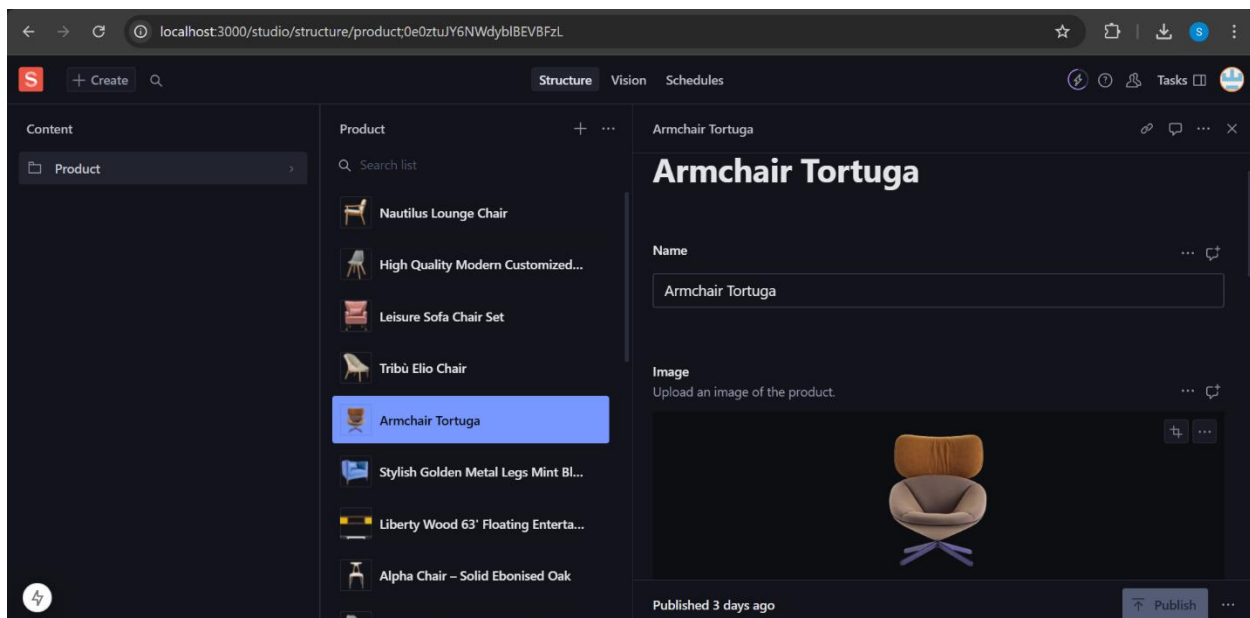 localhost:3000/studio/structure/product;0e0ztuJY6NWdyblBEVBFzL
S
S
+ Create
Structure
Vision
Schedules
Tasks
Content
Product
Product
Search list
Nautilus Lounge Chair
High Quality Modern Customized...
Leisure Sofa Chair Set
Tribù Elio Chair
Armchair Tortuga
Stylish Golden Metal Legs Mint Bl...
Liberty Wood 63' Floating Enterta...
Alpha Chair – Solid Ebonised Oak
Armchair Tortuga
Armchair Tortuga
Name
Armchair Tortuga
Image
Upload an image of the product.
Published 3 days ago
Publish